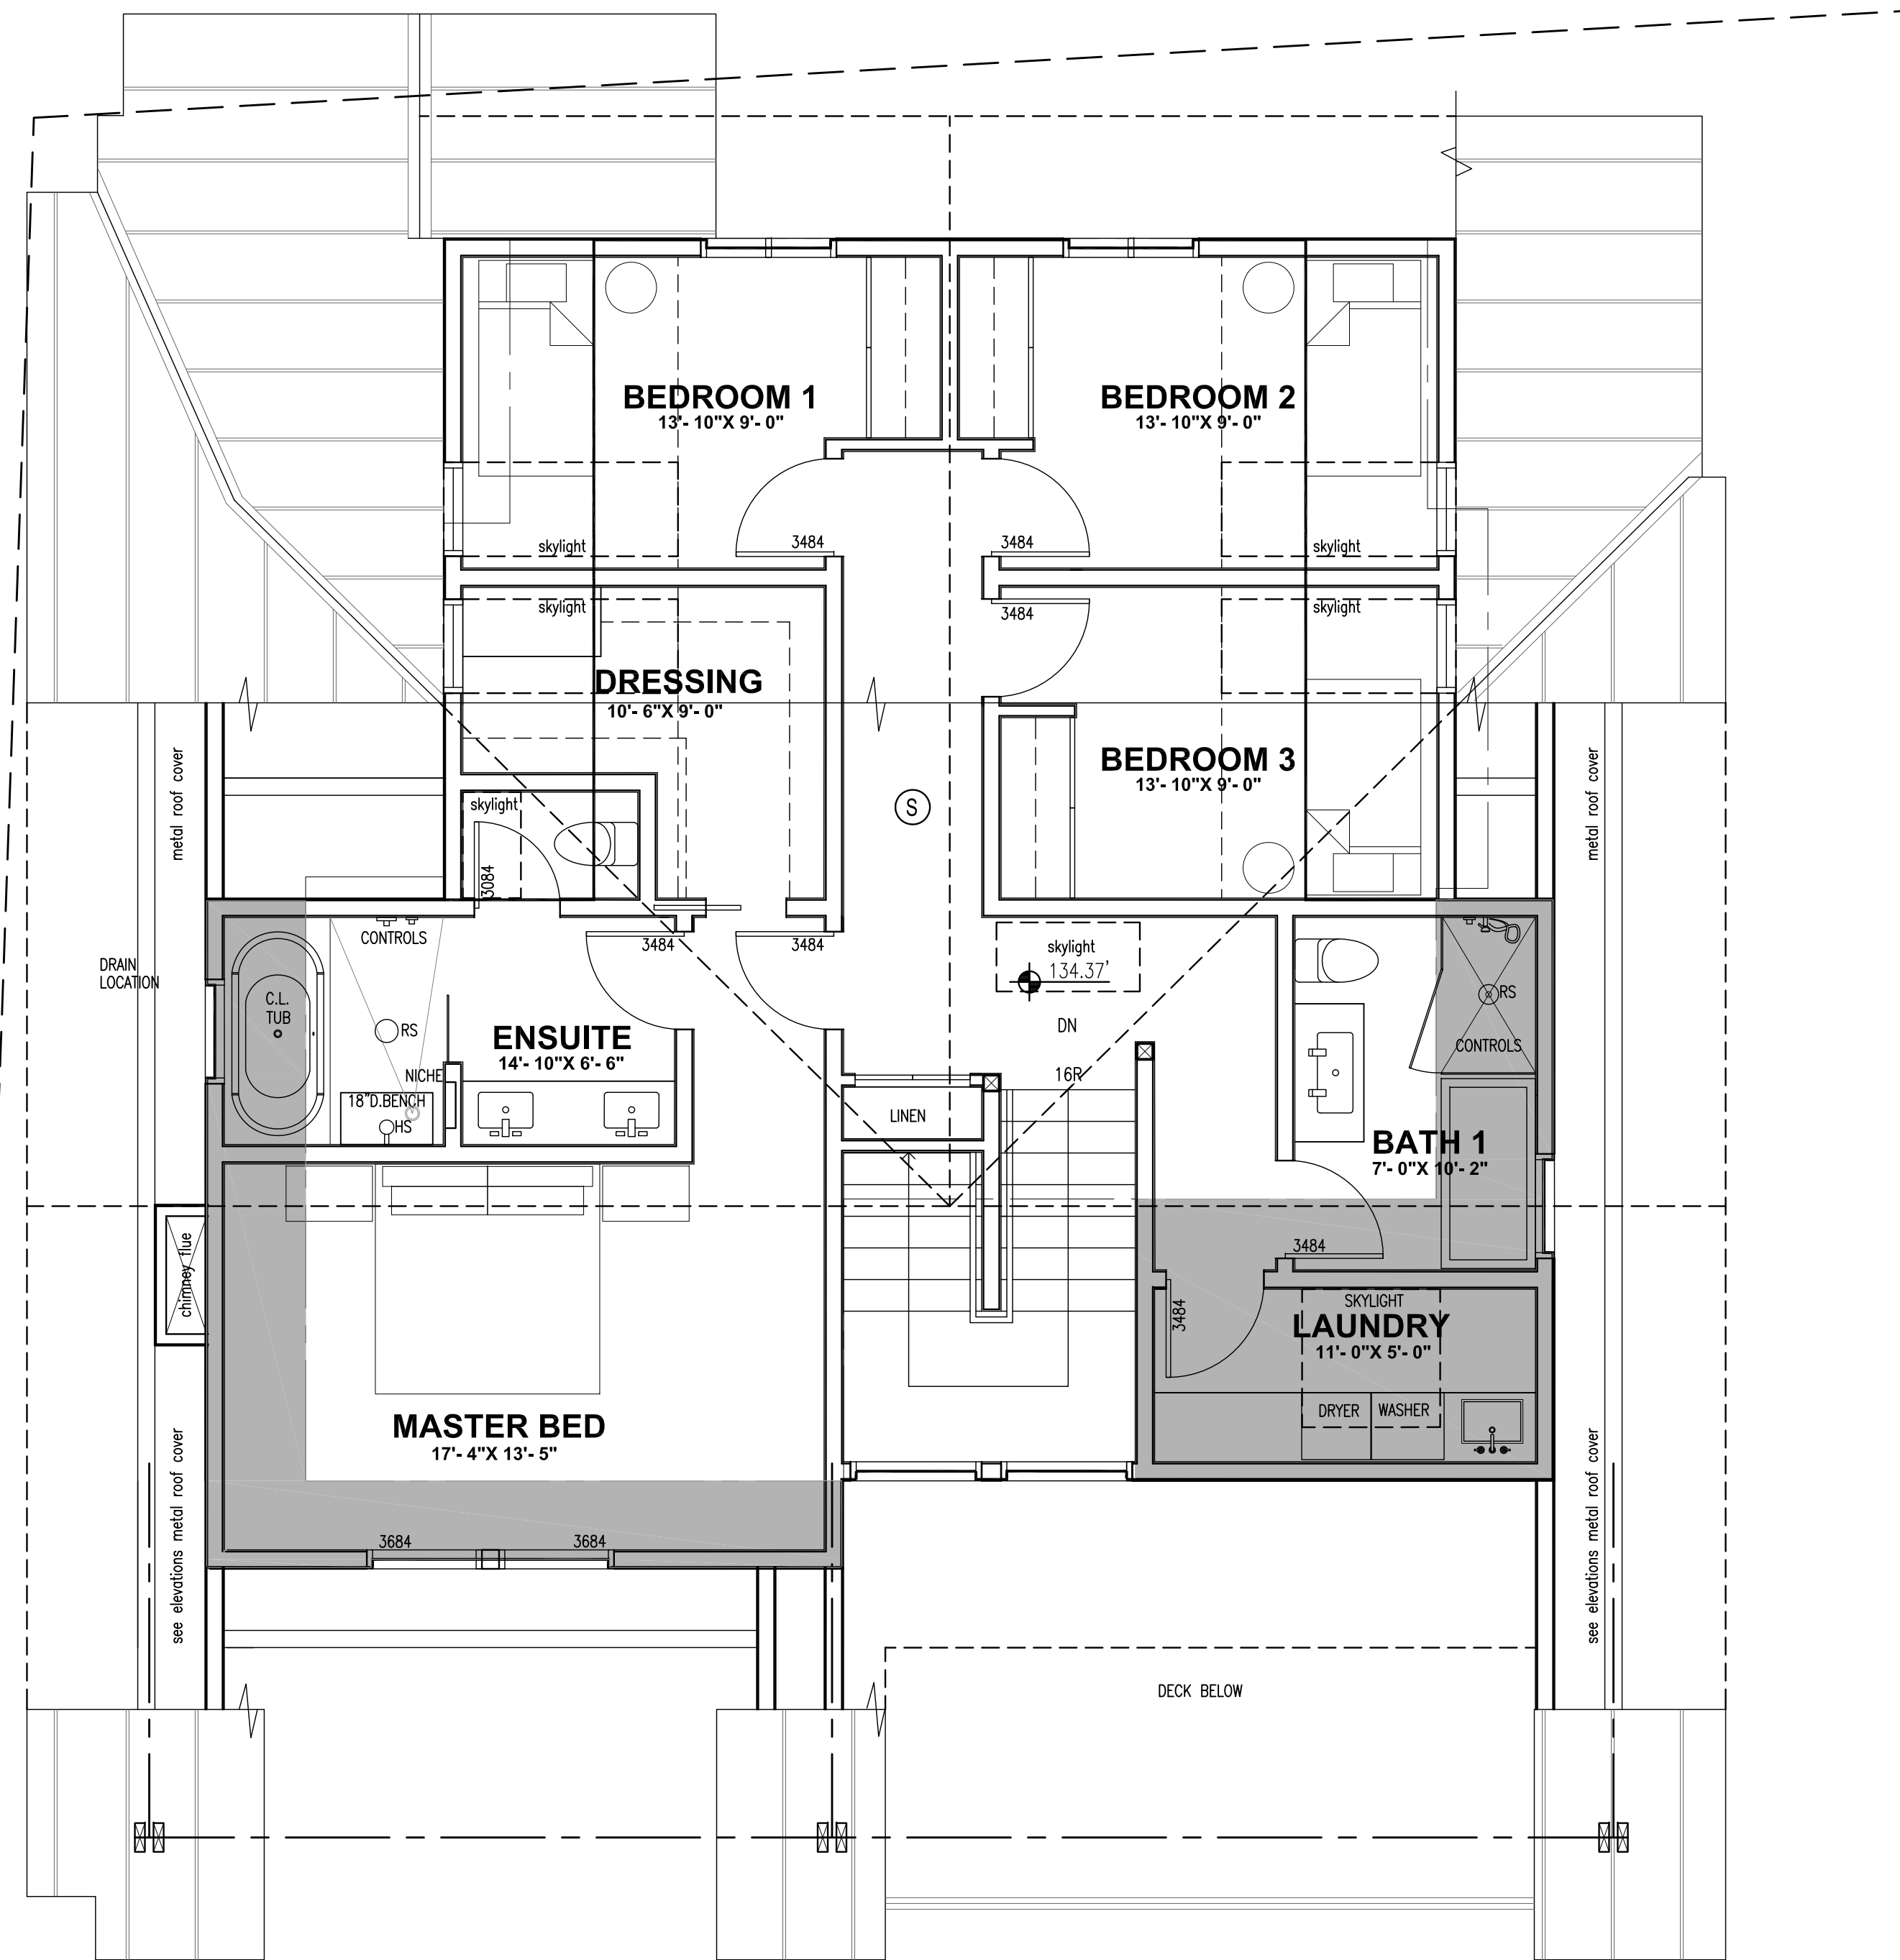 BEDROOM 1
13'- 10"X 9'- 0"
BEDROOM 2
13'- 10"X 9'- 0"
skylight
3484
3484
skylight
skylight
3484
skylight
DRESSING
10'- 6"X 9'- 0"
BEDROOM 3
13'- 10"X 9'- 0"
metal roof cover
skylight
S
metal roof cover
3084
CONTROLS
3484
3484
skylight
134.37'
DRAIN
LOCATION
C.L.
TUB
RS
ENSUITE
14'- 10"X 6'- 6"
DN
RS
CONTROLS
NICHE
18"D.BENCH
HS
16R
LINEN
BATH 1
7'- 0"X 10'- 2"
chimney flue
3484
3484
SKYLIGHT
LAUNDRY
11'- 0"X 5'- 0"
DRYER
WASHER
MASTER BED
17'- 4"X 13'- 5"
see elevations metal roof cover
see elevations metal roof cover
3684
3684
DECK BELOW